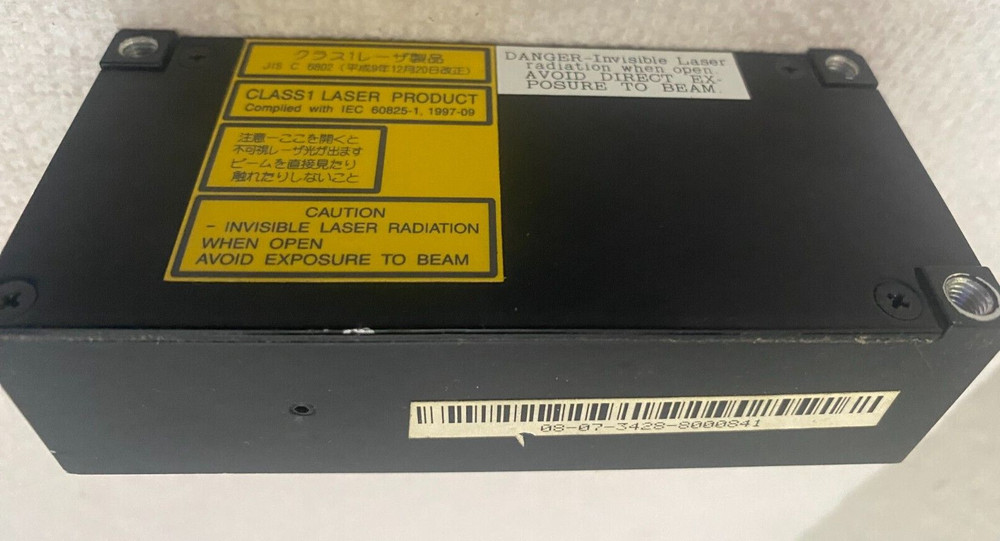 クラス1レーザ製品
JIS C 6802 (平成9年12月20日改正)
CLASS1 LASER PRODUCT
Complied with IEC 60825-1, 1997-09
注意ーここを開くと
不可視レーザ光が出ます
ビームを直接見たり
触れたりしないこと
CAUTION
- INVISIBLE LASER RADIATION
WHEN OPEN
AVOID EXPOSURE TO BEAM
DANGER-Invisible Laser
radiation when open.
AVOID DIRECT EX-
POSURE TO BEAM.
08-07-3428-8000841